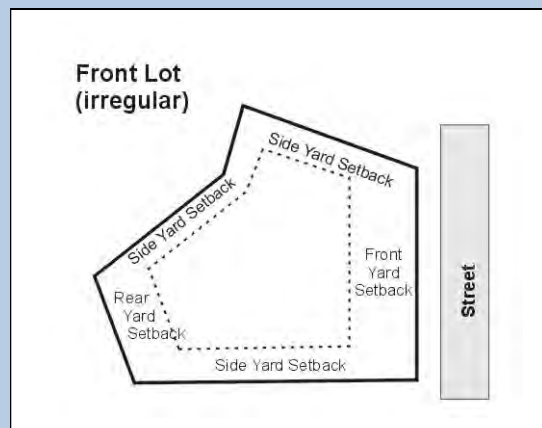 Front Lot
(irregular)
Side Yard Setback
Side Yard Setback
Front
Yard
Setback
Street
Rear
Yard
Setback
Side Yard Setback